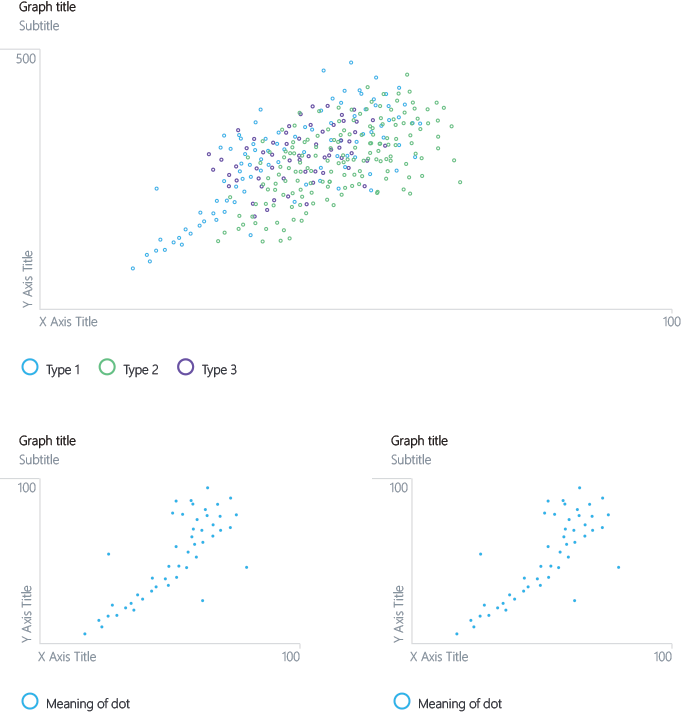 Graph title
Subtitle
500
Y Axis Title
X Axis Title
100
Type 1
Type 2
Type 3
Graph title
Subtitle
100
Y Axis Title
X Axis Title
100
Meaning of dot
Graph title
Subtitle
100
Y Axis Title
X Axis Title
100
Meaning of dot